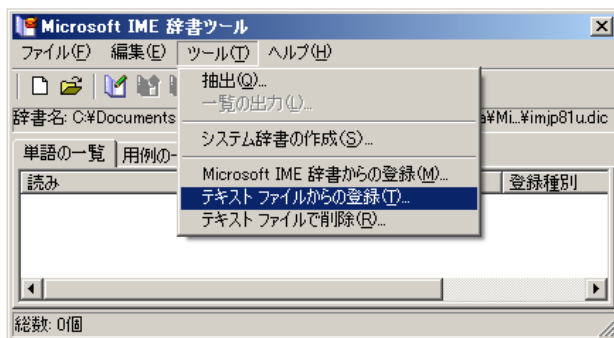 Microsoft IME 辞書ツール
ファイル(F) 編集(E) ツール(T) ヘルプ(H)
抽出(Q)...
一覧の出力(L)...
辞書名: C:¥Documents a¥Mi...¥imjp81u.dic
システム辞書の作成(S)...
単語の一覧 用例の一
Microsoft IME 辞書からの登録(M)...
読み 登録種別
テキスト ファイルからの登録(T)...
テキスト ファイルで削除(R)...
総数: 0個